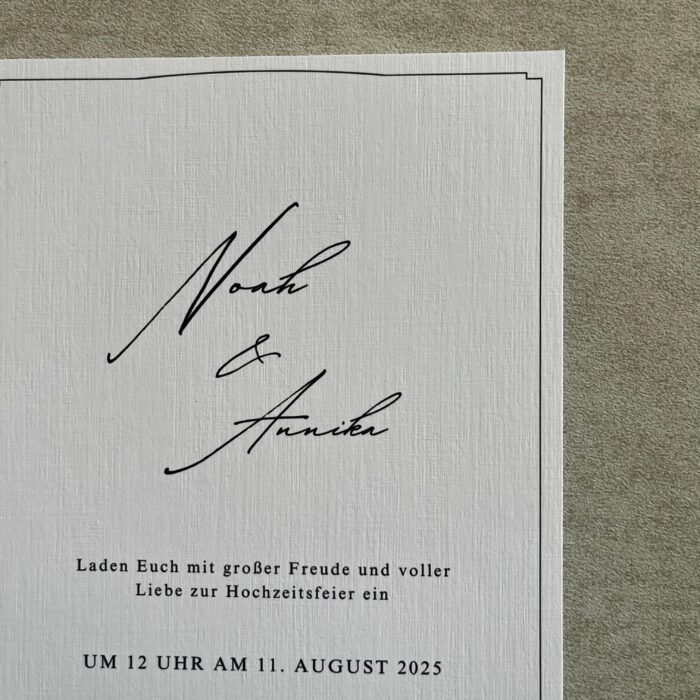 Noah
&
Annika
Laden Euch mit großer Freude und voller
Liebe zur Hochzeitsfeier ein
UM 12 UHR AM 11. AUGUST 2025